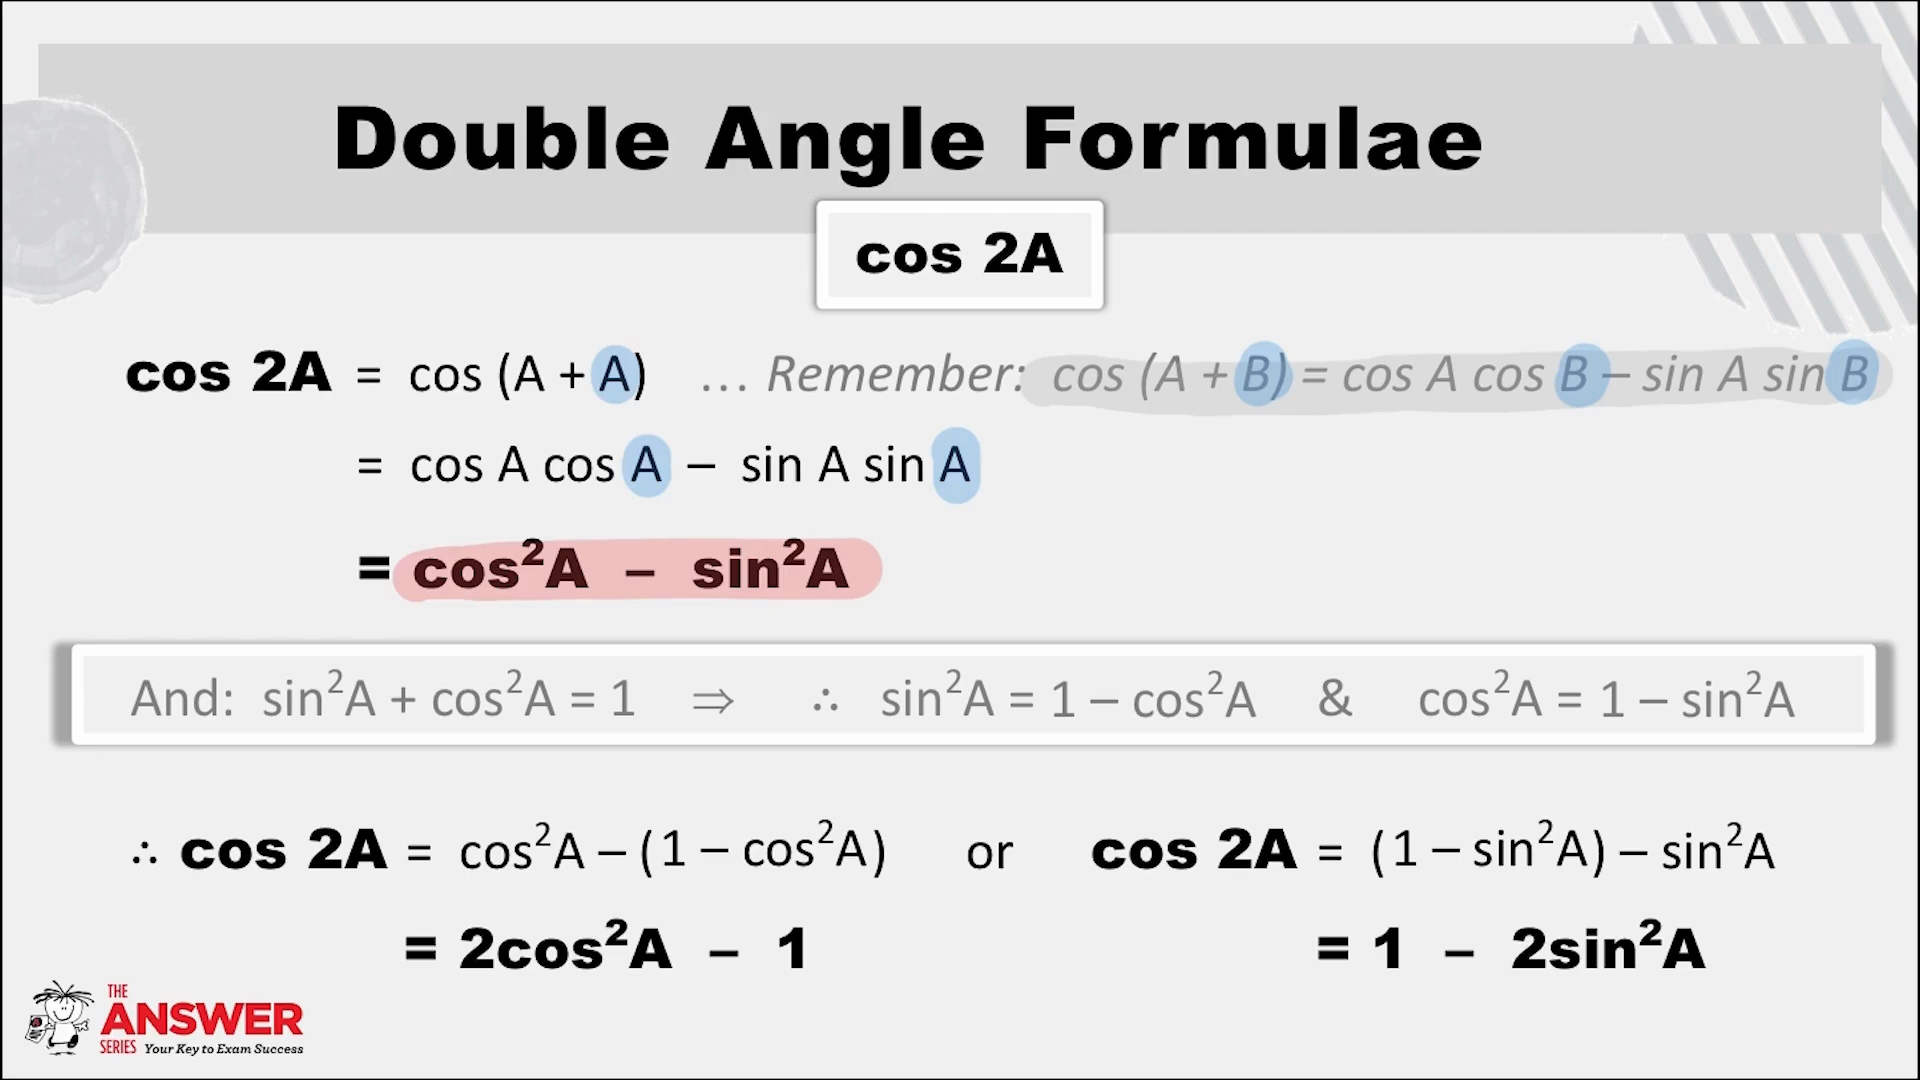 Double Angle Formulae
cos 2A
cos 2A = cos (A + A) … Remember: cos (A + B) = cos A cos B – sin A sin B
= cos A cos A – sin A sin A
= cos²A – sin²A
And: sin²A + cos²A = 1 ⇒ ∴ sin²A = 1 – cos²A & cos²A = 1 – sin²A
∴ cos 2A = cos²A – (1 – cos²A) or cos 2A = (1 – sin²A) – sin²A
= 2cos²A – 1 = 1 – 2sin²A
THE
ANSWER
SERIES Your Key to Exam Success